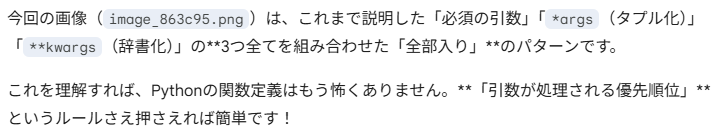 今回の画像（image_863c95.png）は、これまで説明した「必須の引数」「*args（タプル化）」
「**kwargs（辞書化）」の**3つ全てを組み合わせた「全部入り」**のパターンです。
これを理解すれば、Pythonの関数定義はもう怖くありません。**「引数が処理される優先順位」**
というルールさえ押さえれば簡単です！